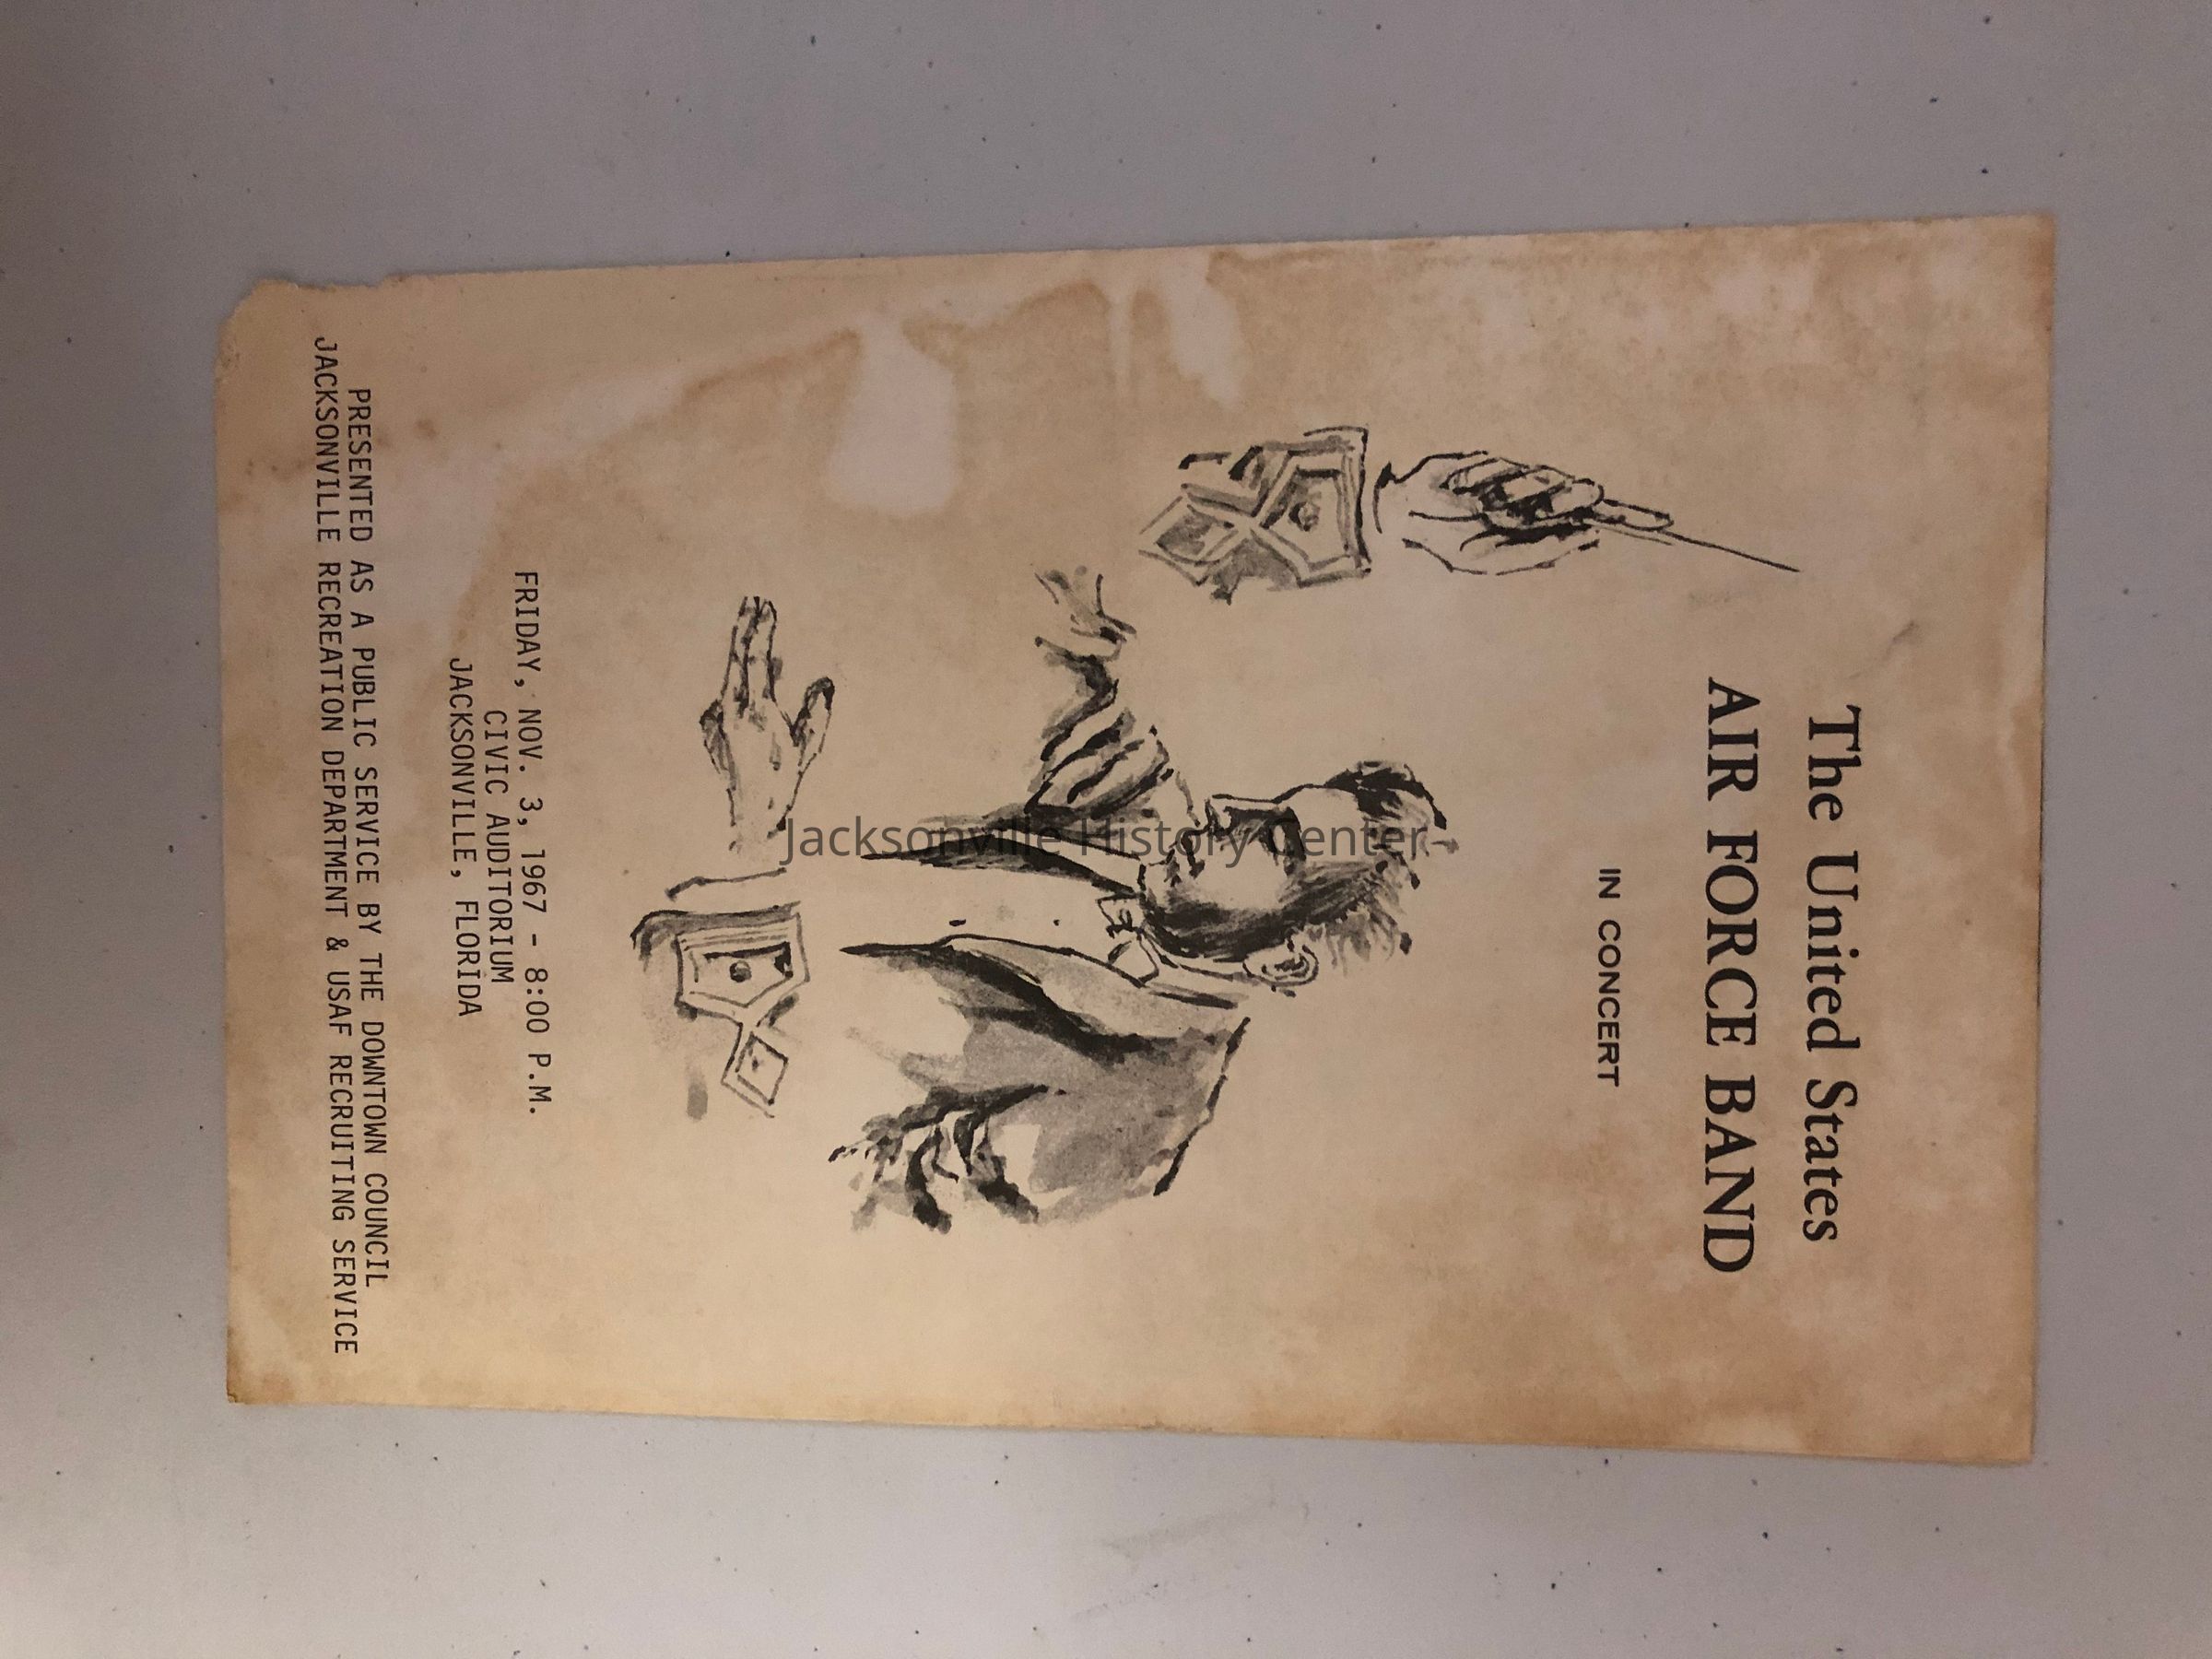 The United States
AIR FORCE BAND
IN CONCERT
FRIDAY, NOV. 3, 1967 - 8:00 P.M.
CIVIC AUDITORIUM
JACKSONVILLE, FLORIDA
PRESENTED AS A PUBLIC SERVICE BY THE DOWNTOWN COUNCIL
JACKSONVILLE RECREATION DEPARTMENT & USAF RECRUITING SERVICE
Jacksonville History Center